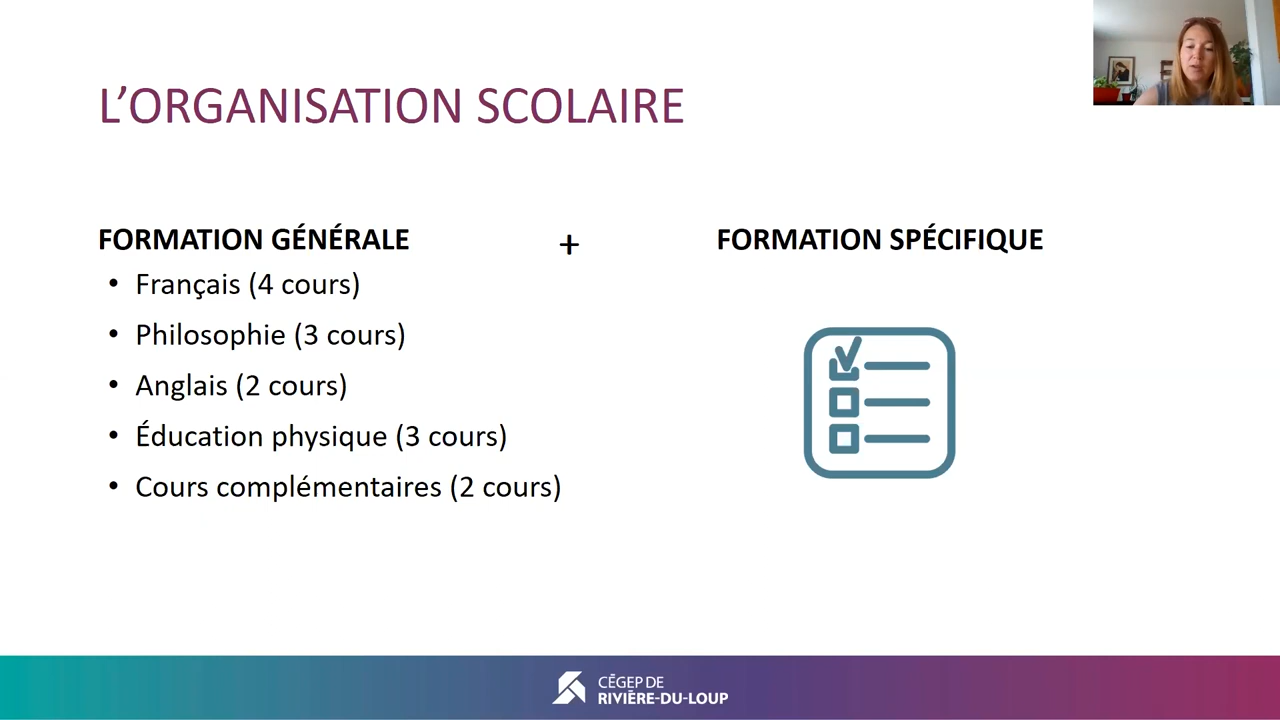 L’ORGANISATION SCOLAIRE
FORMATION GÉNÉRALE + FORMATION SPÉCIFIQUE
• Français (4 cours)
• Philosophie (3 cours)
• Anglais (2 cours)
• Éducation physique (3 cours)
• Cours complémentaires (2 cours)
CÉGEP DE
RIVIÈRE-DU-LOUP